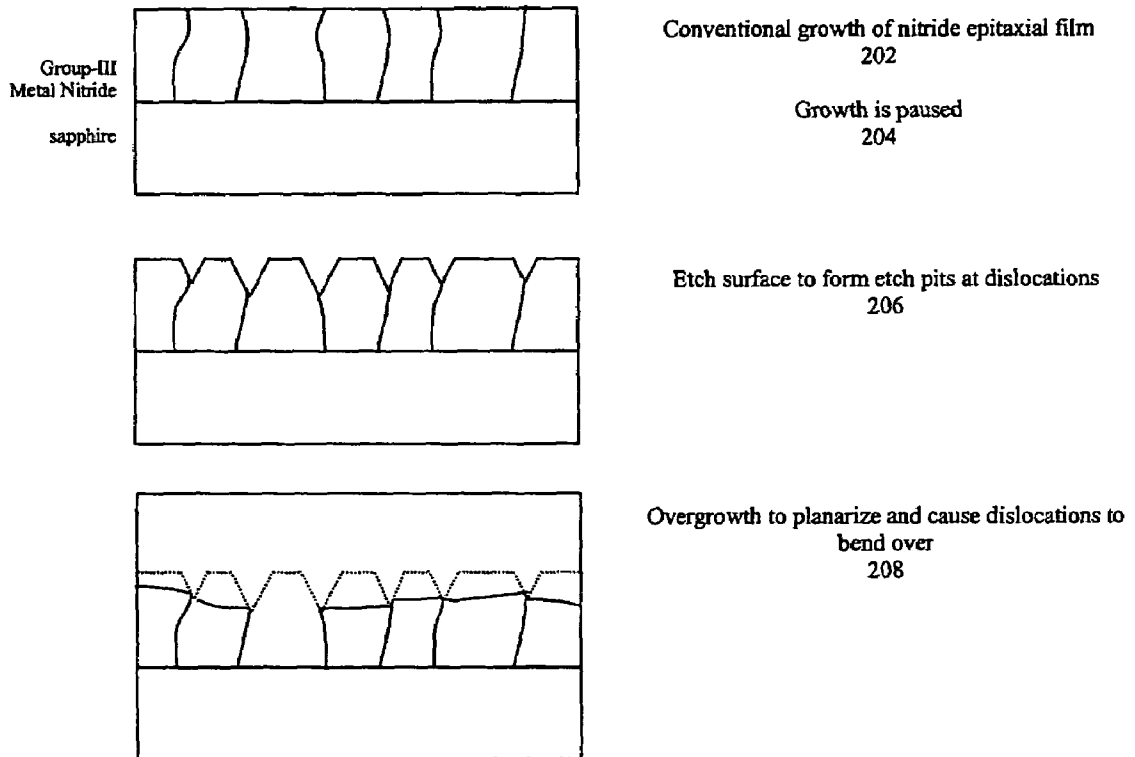 Group-III
Metal Nitride
sapphire
Conventional growth of nitride epitaxial film
202
Growth is paused
204
Etch surface to form etch pits at dislocations
206
Overgrowth to planarize and cause dislocations to
bend over
208